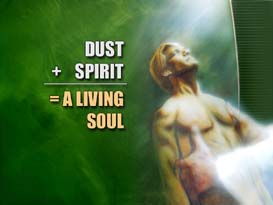 DUST
+ SPIRIT
= A LIVING
SOUL